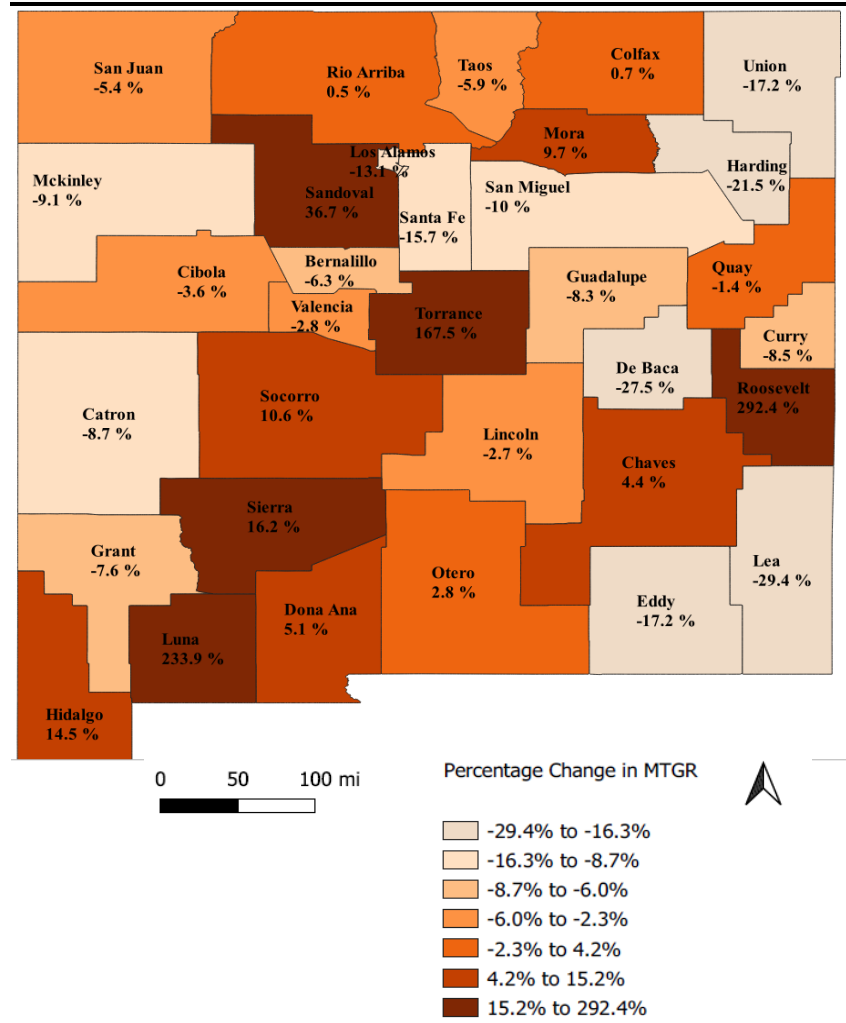 San Juan
-5.4 %
Rio Arriba
0.5 %
Taos
-5.9 %
Colfax
0.7 %
Union
-17.2 %
Mora
9.7 %
Los Alamos
-13.1 %
Harding
-21.5 %
Mckinley
-9.1 %
Sandoval
36.7 %
Santa Fe
-15.7 %
San Miguel
-10 %
Cibola
-3.6 %
Bernalillo
-6.3 %
Guadalupe
-8.3 %
Quay
-1.4 %
Valencia
-2.8 %
Torrance
167.5 %
Curry
-8.5 %
De Baca
-27.5 %
Roosevelt
292.4 %
Catron
-8.7 %
Socorro
10.6 %
Lincoln
-2.7 %
Chaves
4.4 %
Sierra
16.2 %
Grant
-7.6 %
Otero
2.8 %
Lea
-29.4 %
Eddy
-17.2 %
Dona Ana
5.1 %
Luna
233.9 %
Hidalgo
14.5 %
0 50 100 mi
Percentage Change in MTGR
-29.4% to -16.3%
-16.3% to -8.7%
-8.7% to -6.0%
-6.0% to -2.3%
-2.3% to 4.2%
4.2% to 15.2%
15.2% to 292.4%